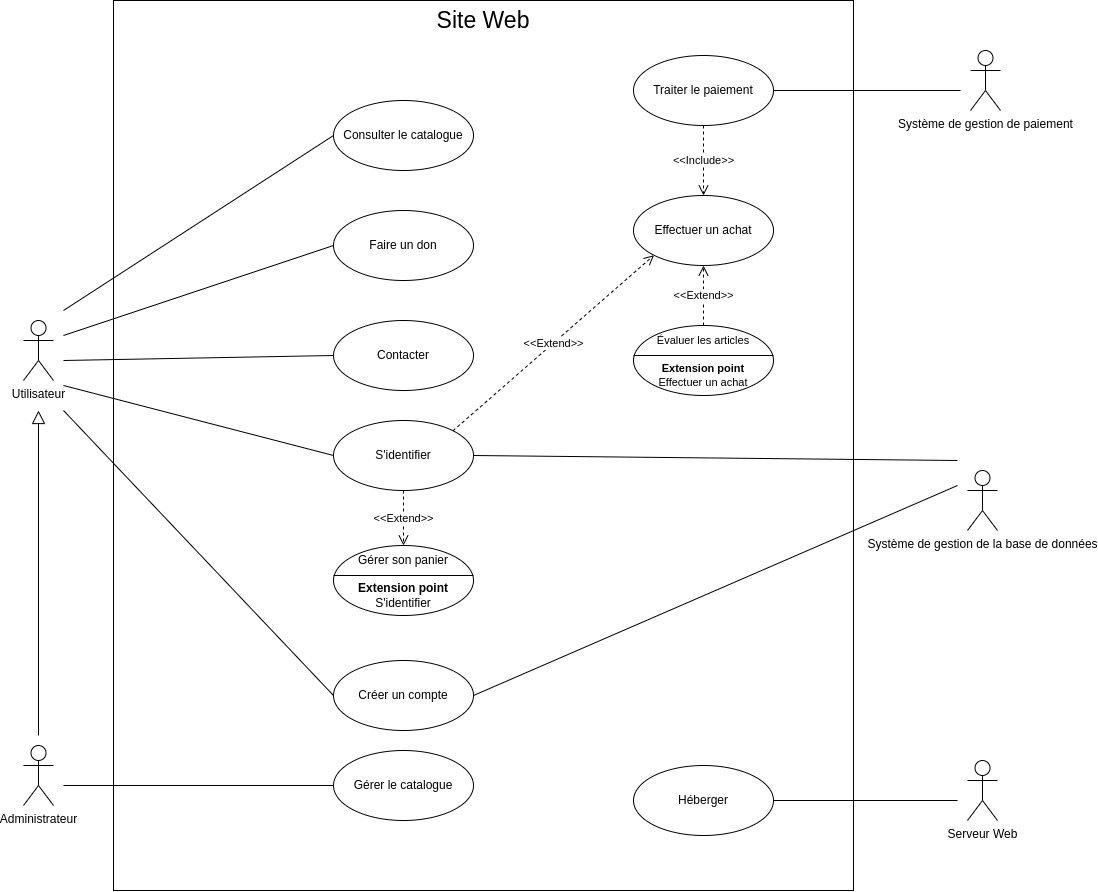 Site Web
Traiter le paiement
Système de gestion de paiement
Consulter le catalogue
<<Include>>
Effectuer un achat
Faire un don
<<Extend>>
Évaluer les articles
Extension point
Effectuer un achat
<<Extend>>
Contacter
Utilisateur
S'identifier
<<Extend>>
Système de gestion de la base de données
Gérer son panier
Extension point
S'identifier
Créer un compte
Gérer le catalogue
Héberger
Administrateur
Serveur Web